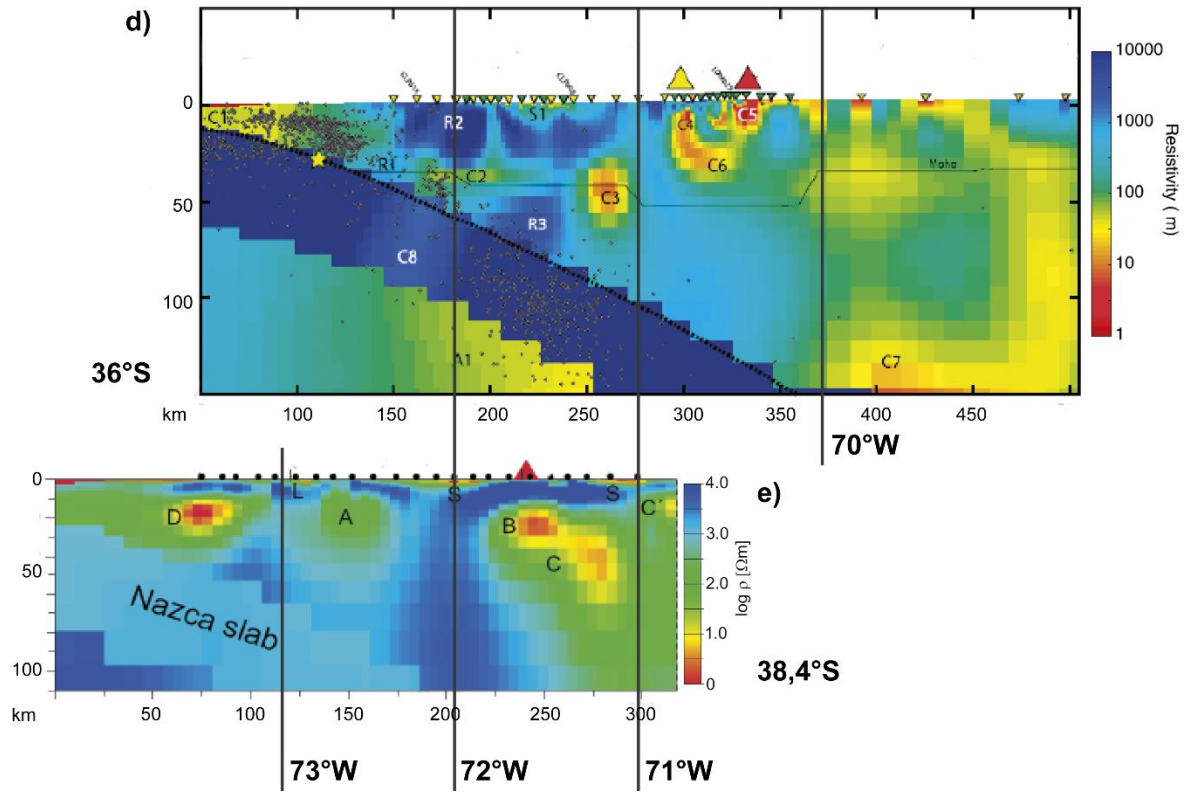 d)
0
50
100
36°S
C1
R1
R2
C2
S1
C3
R3
C4
C5
C6
C7
C8
A1
Moho
10000
1000
100
10
1
Resistivity ( m)
km 100 150 200 250 300 350 400 450
70°W
e)
0
50
100
D
L
A
S
B
C
S
C´
Nazca slab
4.0
3.0
2.0
1.0
0
log ρ [Ωm]
38,4°S
km 50 100 150 200 250 300
73°W 72°W 71°W